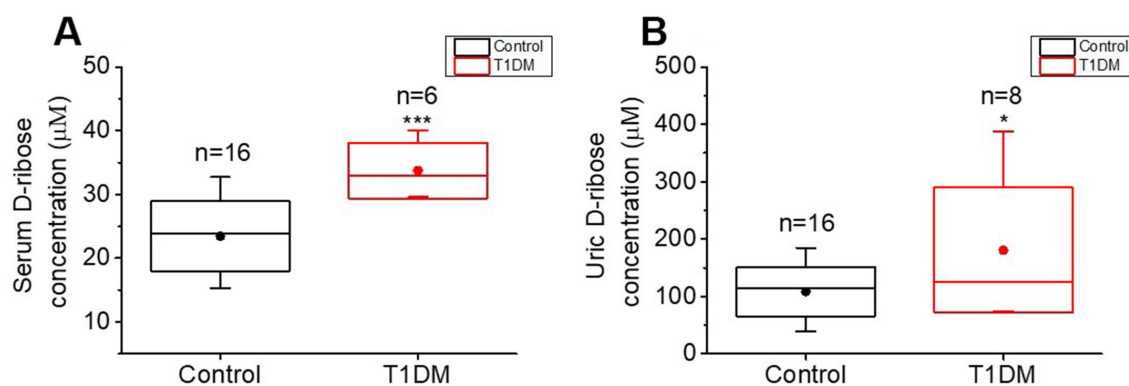 A
Control
T1DM
Serum D-ribose
concentration (μM)
50
40
30
20
10
n=16
n=6
***
Control
T1DM
B
Control
T1DM
Uric D-ribose
concentration (μM)
500
400
300
200
100
0
n=16
n=8
*
Control
T1DM